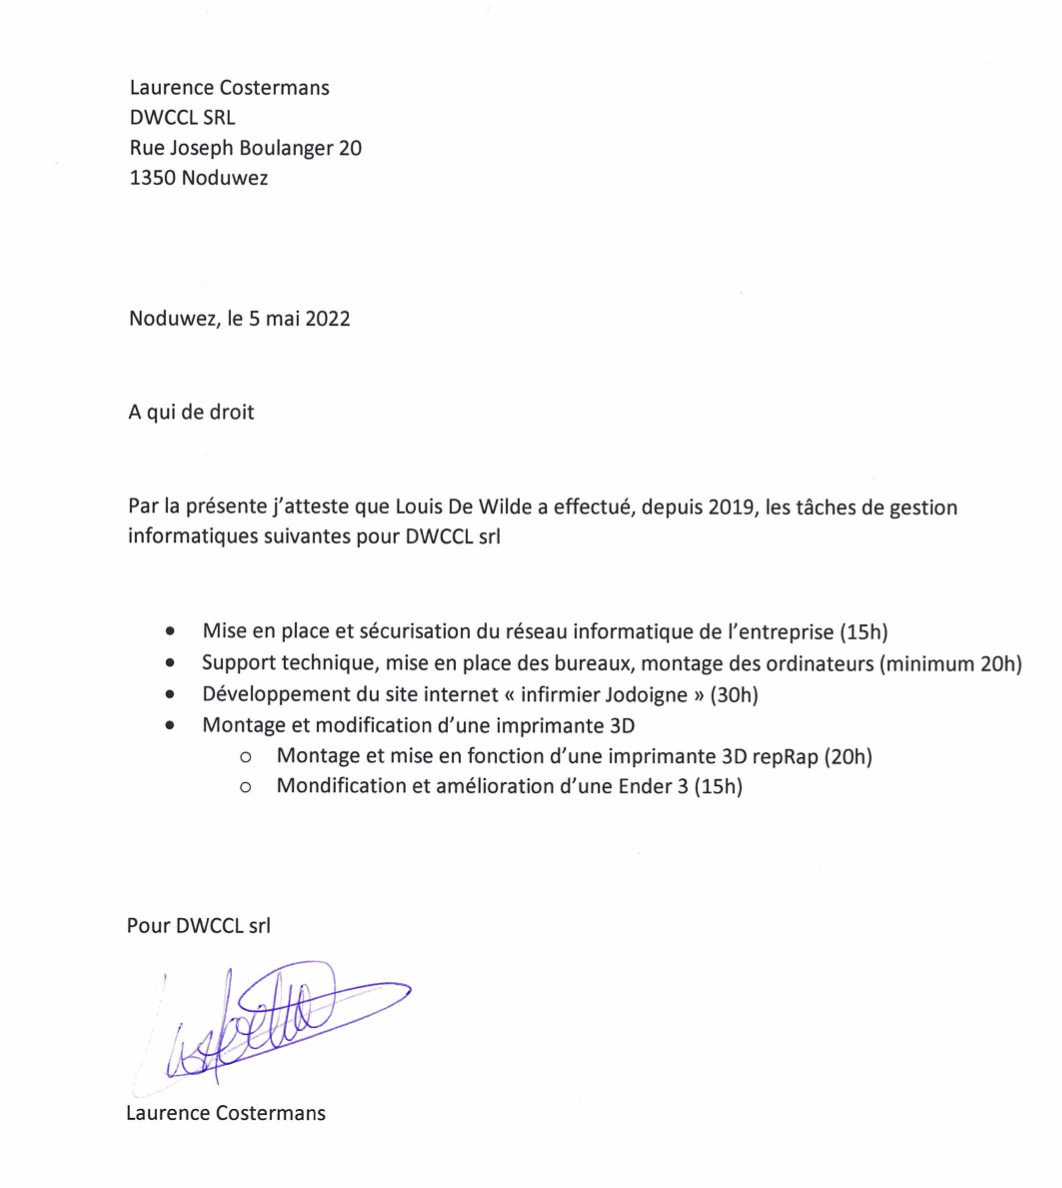 Laurence Costermans
DWCCL SRL
Rue Joseph Boulanger 20
1350 Noduwez
Noduwez, le 5 mai 2022
A qui de droit
Par la présente j’atteste que Louis De Wilde a effectué, depuis 2019, les tâches de gestion
informatiques suivantes pour DWCCL srl
• Mise en place et sécurisation du réseau informatique de l’entreprise (15h)
• Support technique, mise en place des bureaux, montage des ordinateurs (minimum 20h)
• Développement du site internet « infirmier Jodoigne » (30h)
• Montage et modification d’une imprimante 3D
o Montage et mise en fonction d’une imprimante 3D repRap (20h)
o Mondification et amélioration d’une Ender 3 (15h)
Pour DWCCL srl
Laurence Costermans